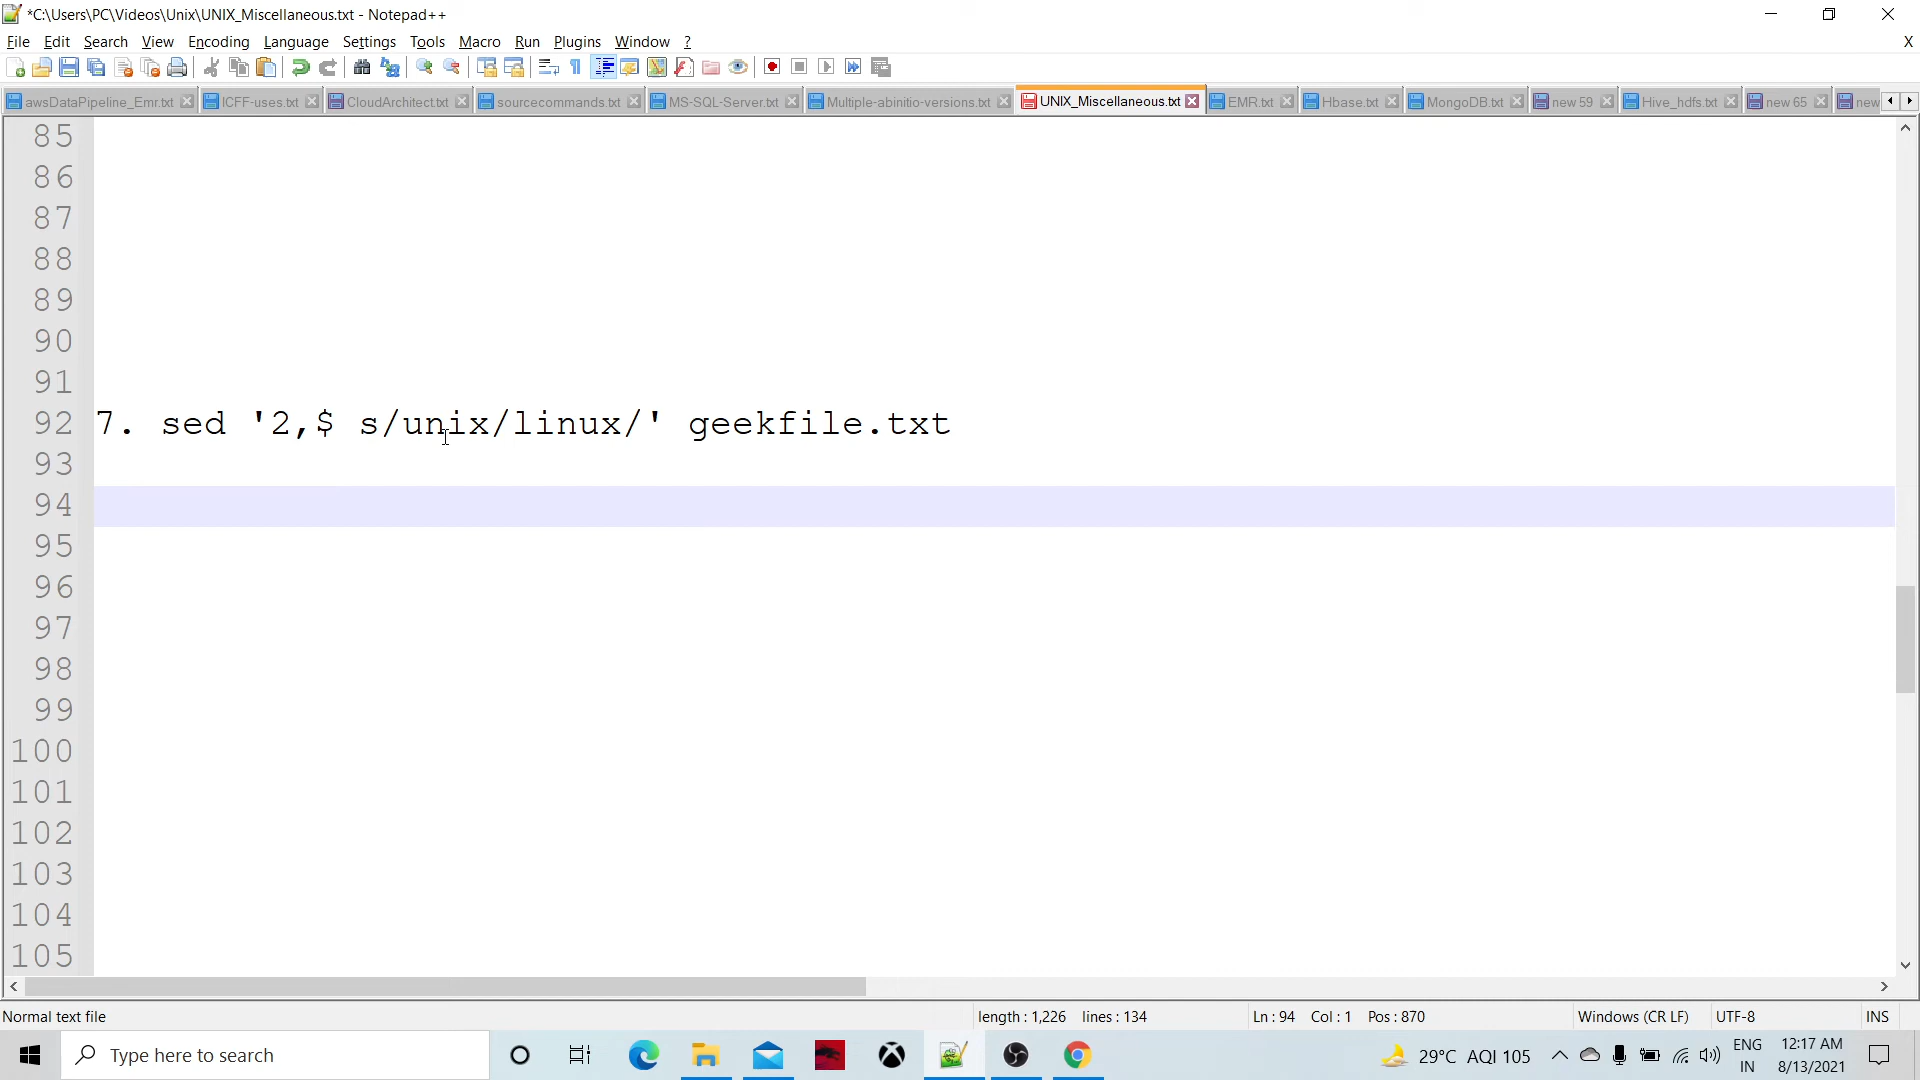 *C:\Users\PC\Videos\Unix\UNIX_Miscellaneous.txt - Notepad++
File Edit Search View Encoding Language Settings Tools Macro Run Plugins Window ? X
awsDataPipeline_Emr.txt ICFF-uses.txt CloudArchitect.txt sourcecommands.txt MS-SQL-Server.txt Multiple-abinitio-versions.txt UNIX_Miscellaneous.txt EMR.txt Hbase.txt MongoDB.txt new 59 Hive_hdfs.txt new 65 new
85
86
87
88
89
90
91
92 7. sed '2,$ s/unix/linux/' geekfile.txt
93
94
95
96
97
98
99
100
101
102
103
104
105
Normal text file length : 1,226 lines : 134 Ln : 94 Col : 1 Pos : 870 Windows (CR LF) UTF-8 INS
Type here to search 29°C AQI 105 ENG 12:17 AM
IN 8/13/2021